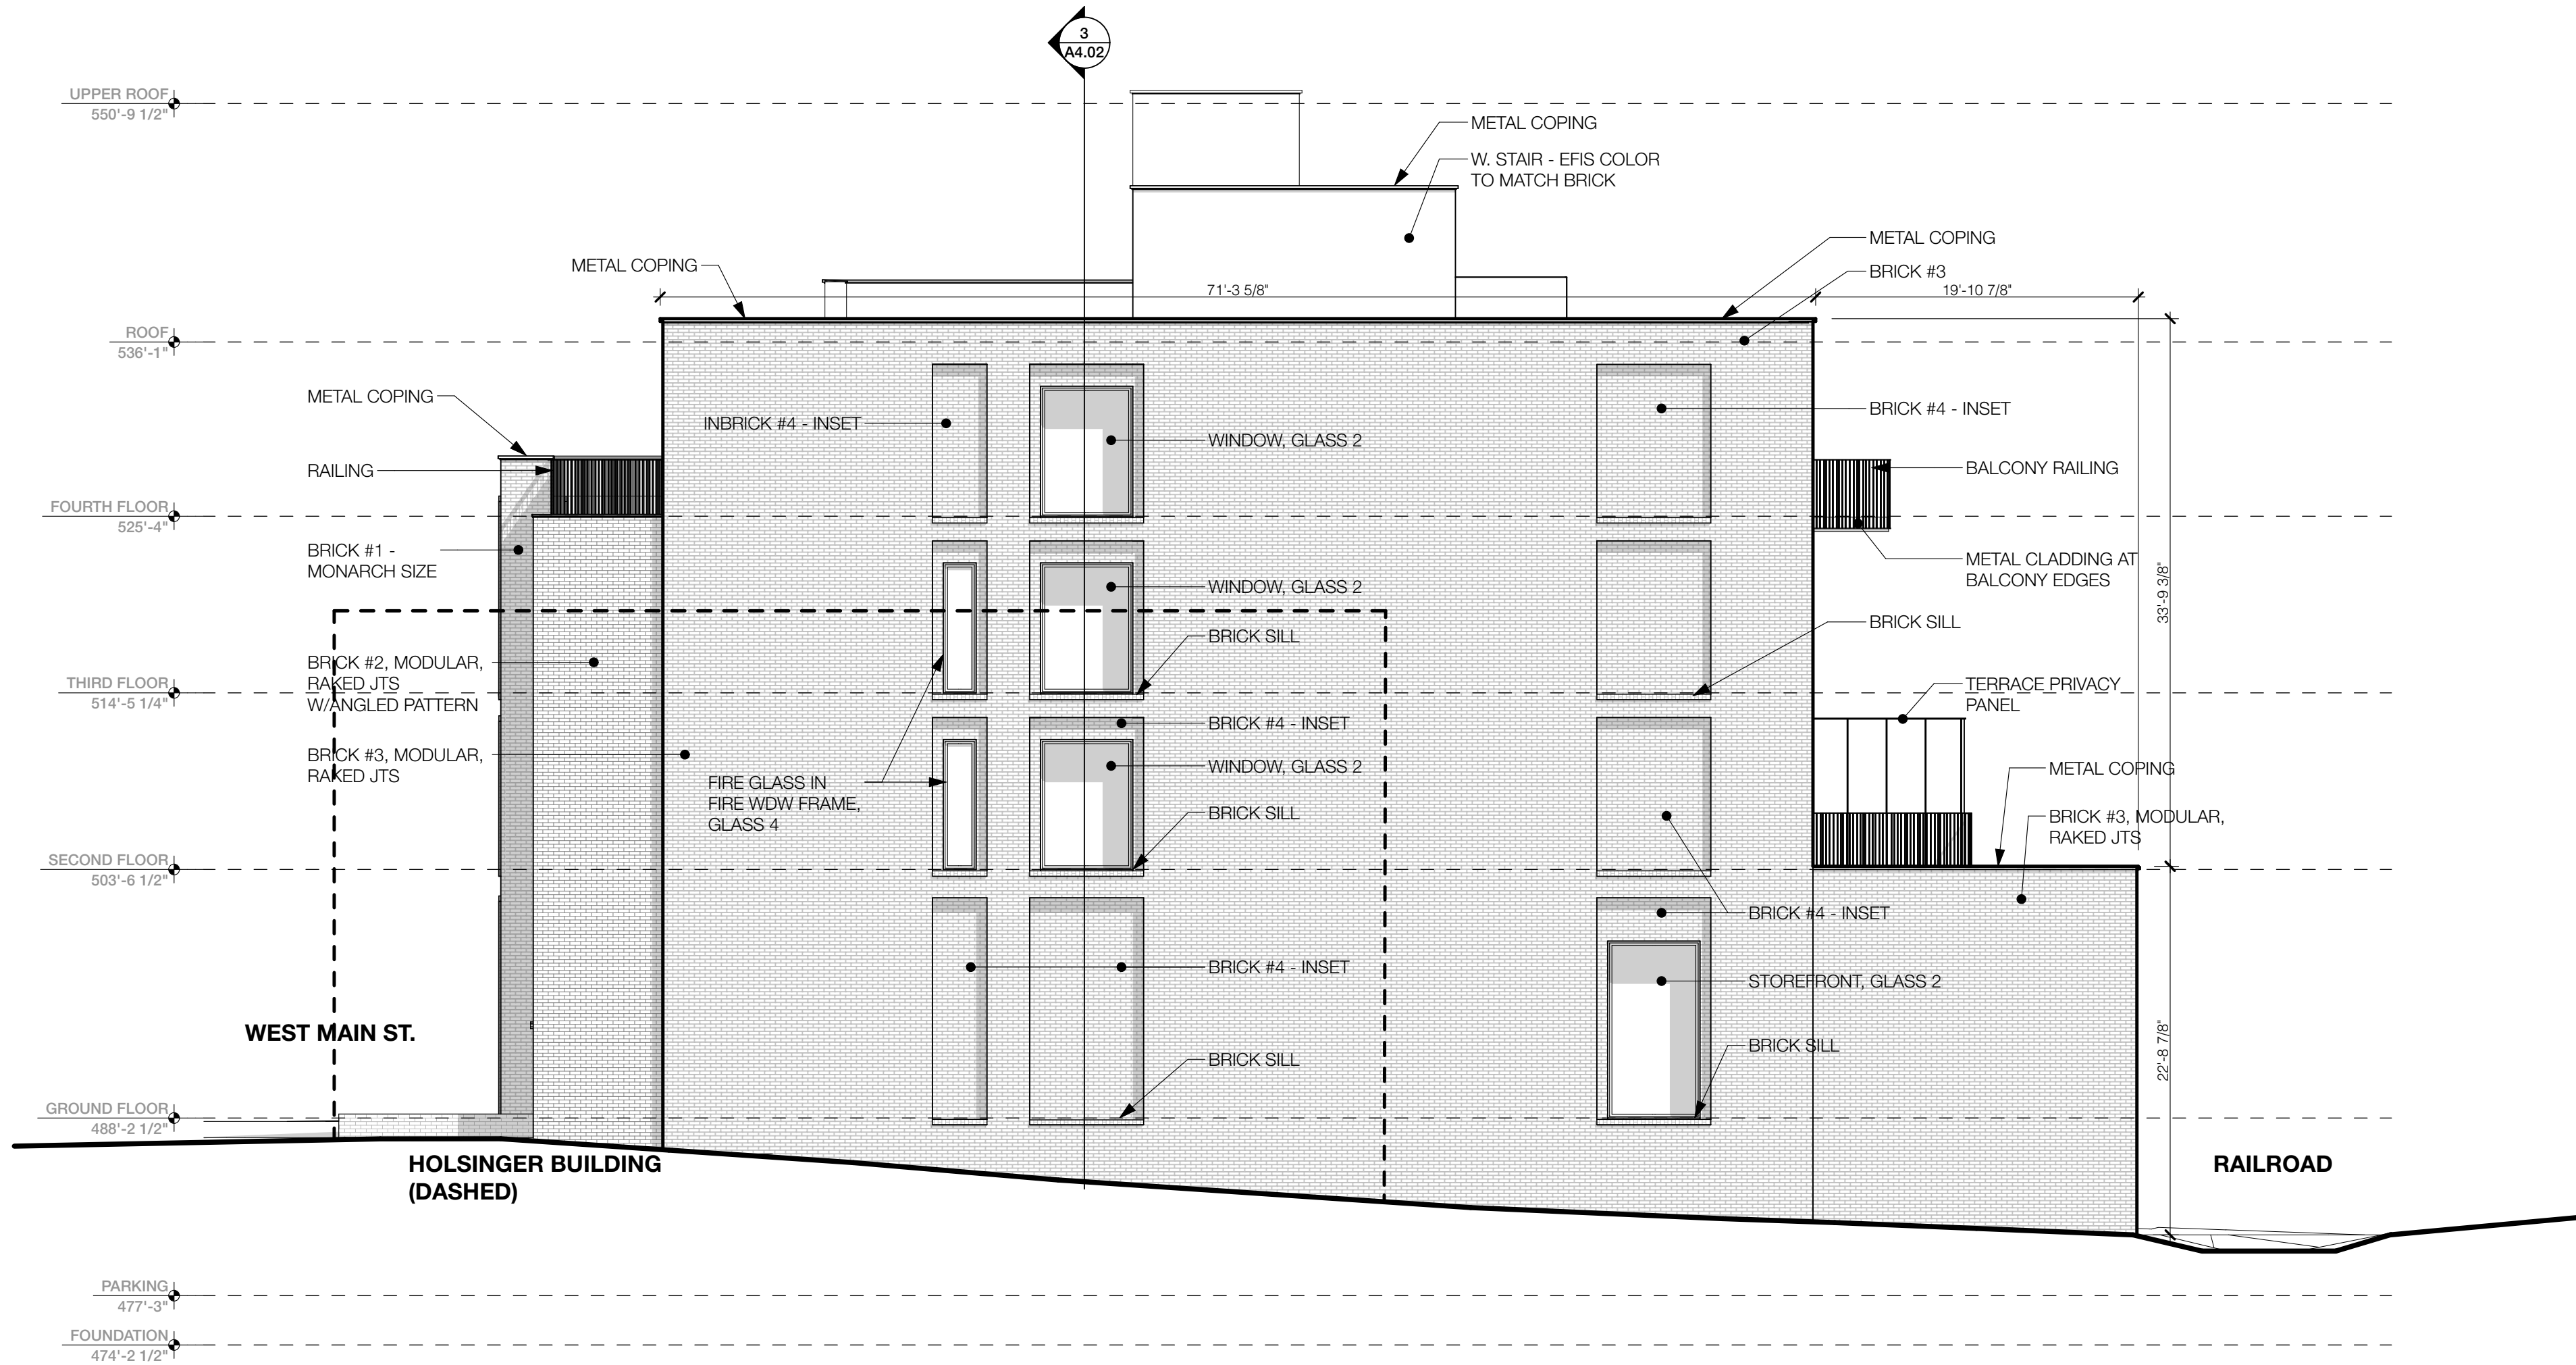 3
A4.02
UPPER ROOF
550'-9 1/2"
METAL COPING
W. STAIR - EFIS COLOR
TO MATCH BRICK
METAL COPING
METAL COPING
BRICK #3
71'-3 5/8"
19'-10 7/8"
ROOF
536'-1"
METAL COPING
INBRICK #4 - INSET
WINDOW, GLASS 2
BRICK #4 - INSET
RAILING
BALCONY RAILING
FOURTH FLOOR
525'-4"
BRICK #1 -
MONARCH SIZE
METAL CLADDING AT
BALCONY EDGES
33'-9 3/8"
WINDOW, GLASS 2
BRICK SILL
BRICK SILL
BRICK #2, MODULAR,
RAKED JTS
W/ANGLED PATTERN
THIRD FLOOR
514'-5 1/4"
TERRACE PRIVACY
PANEL
BRICK #4 - INSET
BRICK #3, MODULAR,
RAKED JTS
WINDOW, GLASS 2
METAL COPING
FIRE GLASS IN
FIRE WDW FRAME,
GLASS 4
BRICK SILL
BRICK #3, MODULAR,
RAKED JTS
SECOND FLOOR
503'-6 1/2"
BRICK #4 - INSET
BRICK #4 - INSET
STOREFRONT, GLASS 2
WEST MAIN ST.
BRICK SILL
BRICK SILL
22'-8 7/8"
GROUND FLOOR
488'-2 1/2"
HOLSINGER BUILDING
(DASHED)
RAILROAD
PARKING
477'-3"
FOUNDATION
474'-2 1/2"